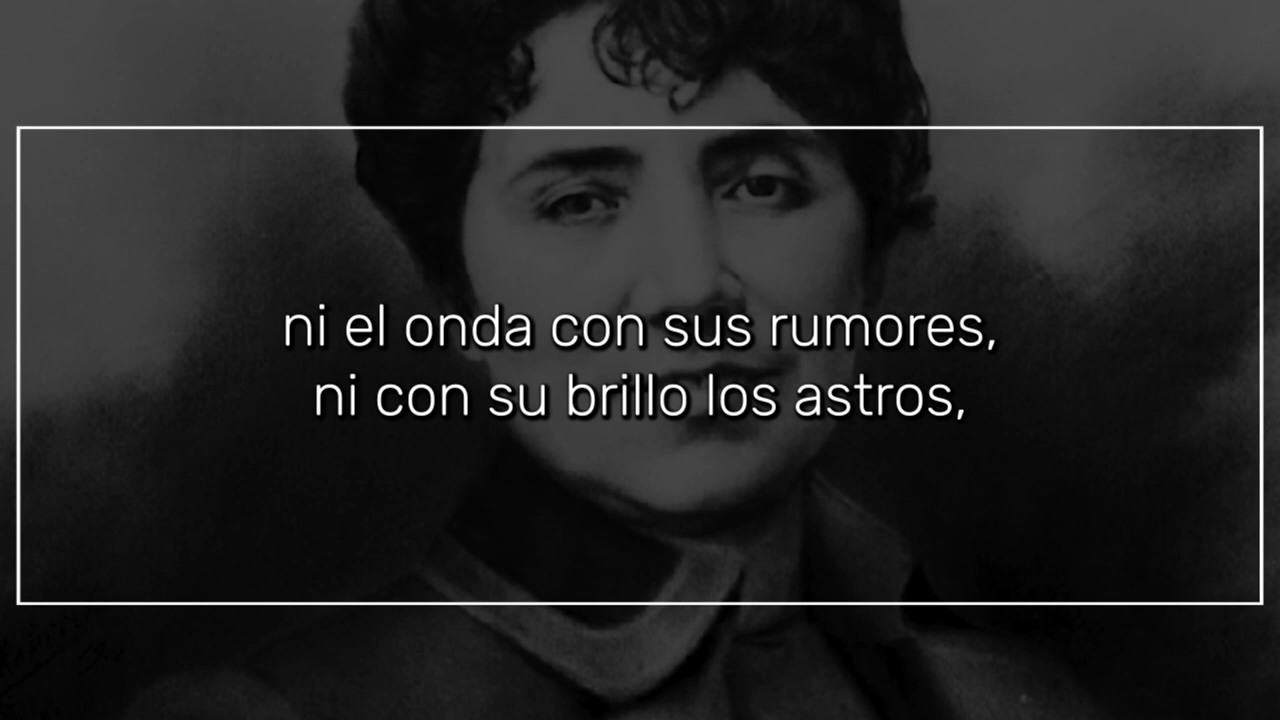 ni el onda con sus rumores,
ni con su brillo los astros,